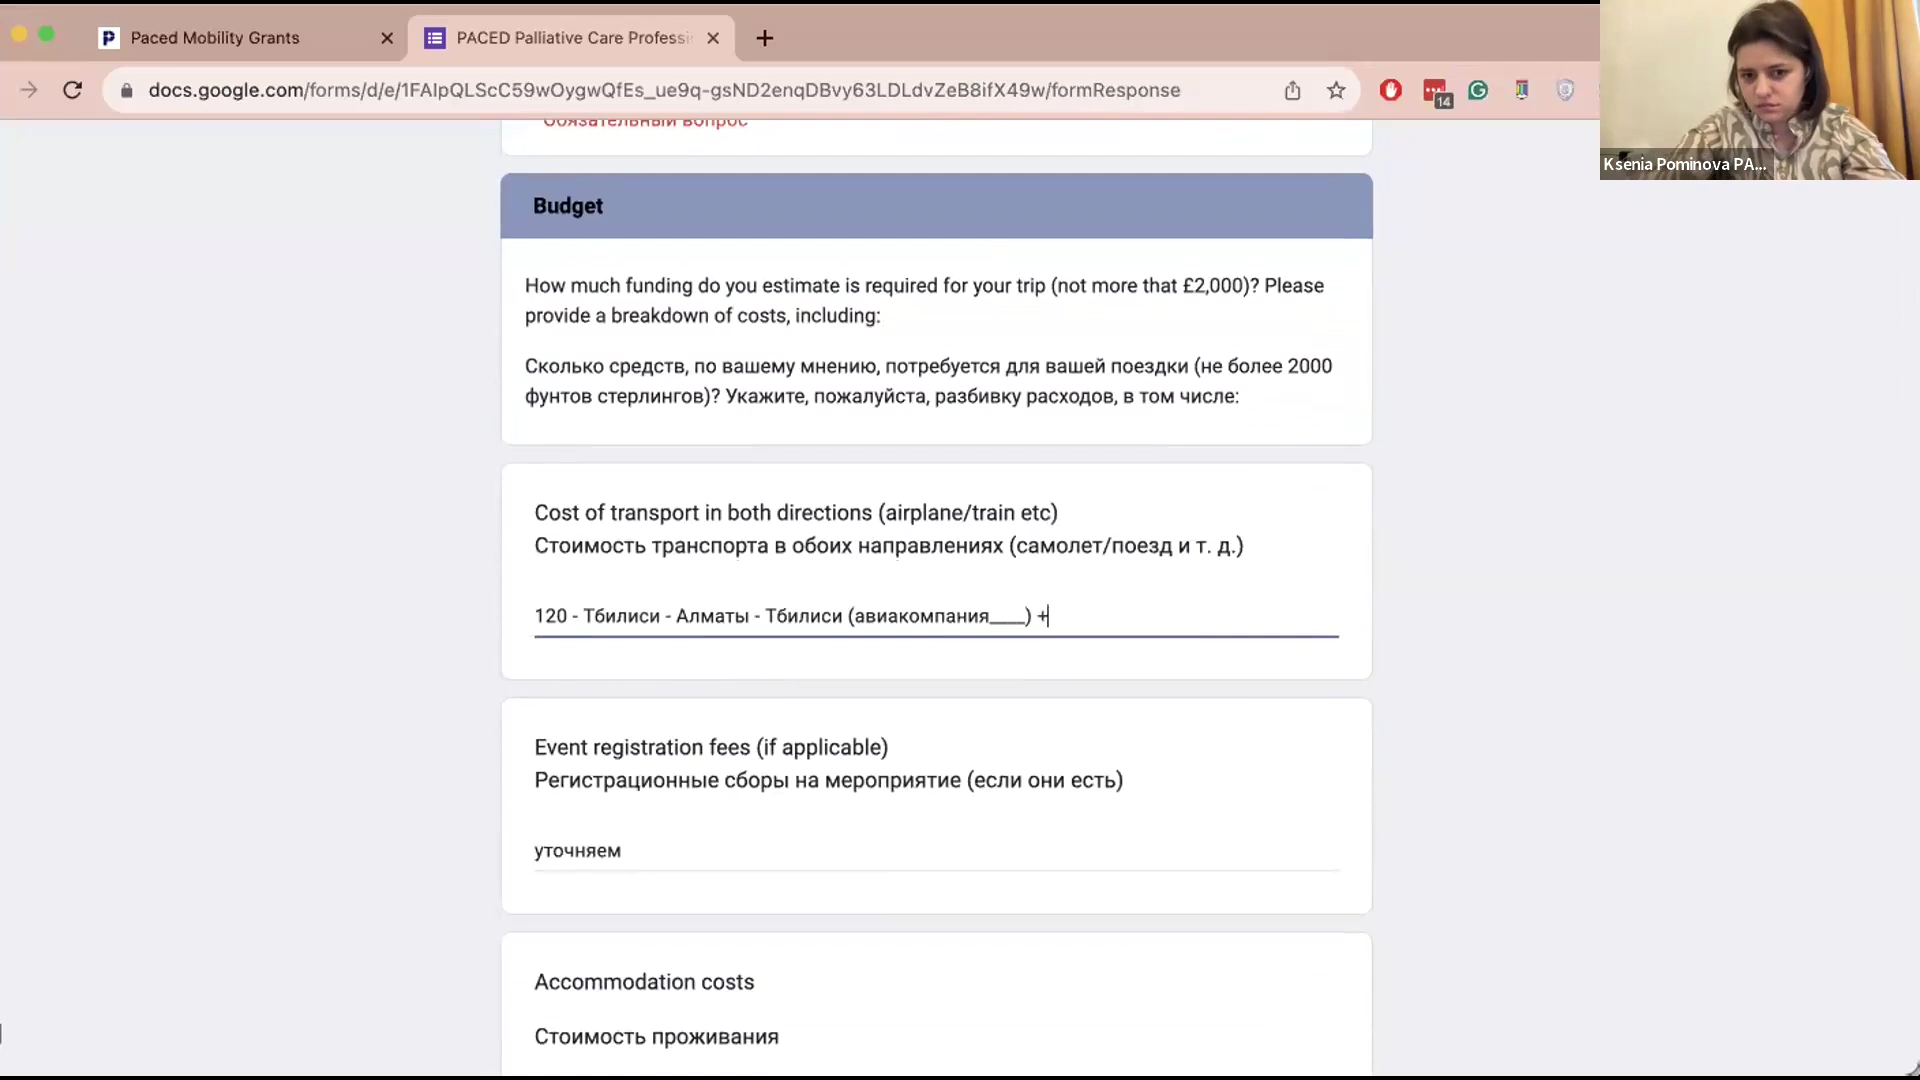 Paced Mobility Grants
PACED Palliative Care Professi
docs.google.com/forms/d/e/1FAIpQLScC59wOygwQfEs_ue9q-gsND2enqDBvy63LDLdvZeB8ifX49w/formResponse
14
Ksenia Pominova PA...
Обязательный вопрос
Budget
How much funding do you estimate is required for your trip (not more that £2,000)? Please
provide a breakdown of costs, including:
Сколько средств, по вашему мнению, потребуется для вашей поездки (не более 2000
фунтов стерлингов)? Укажите, пожалуйста, разбивку расходов, в том числе:
Cost of transport in both directions (airplane/train etc)
Стоимость транспорта в обоих направлениях (самолет/поезд и т. д.)
120 - Тбилиси - Алматы - Тбилиси (авиакомпания____) +
Event registration fees (if applicable)
Регистрационные сборы на мероприятие (если они есть)
уточняем
Accommodation costs
Стоимость проживания